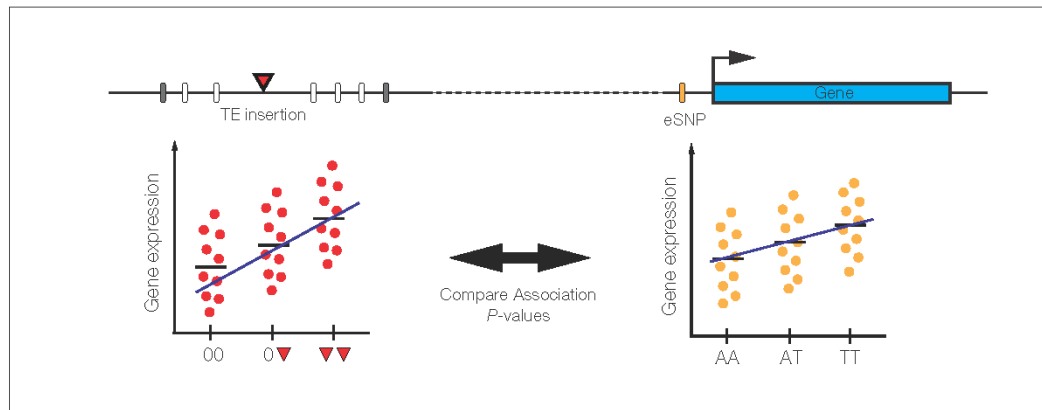 Gene
TE insertion
eSNP
Gene expression
00
0
Compare Association
P-values
Gene expression
AA
AT
TT